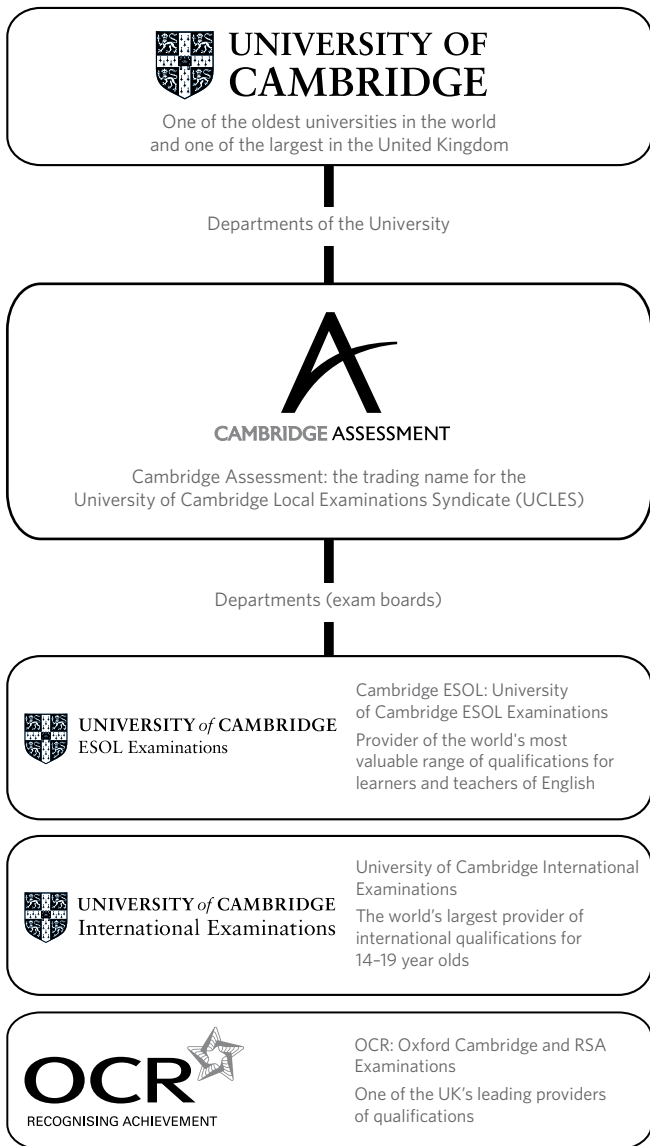 UNIVERSITY OF
CAMBRIDGE
One of the oldest universities in the world
and one of the largest in the United Kingdom
Departments of the University
CAMBRIDGE ASSESSMENT
Cambridge Assessment: the trading name for the
University of Cambridge Local Examinations Syndicate (UCLES)
Departments (exam boards)
UNIVERSITY of CAMBRIDGE
ESOL Examinations
Cambridge ESOL: University
of Cambridge ESOL Examinations
Provider of the world's most
valuable range of qualifications for
learners and teachers of English
UNIVERSITY of CAMBRIDGE
International Examinations
University of Cambridge International
Examinations
The world’s largest provider of
international qualifications for
14–19 year olds
OCR
RECOGNISING ACHIEVEMENT
OCR: Oxford Cambridge and RSA
Examinations
One of the UK’s leading providers
of qualifications